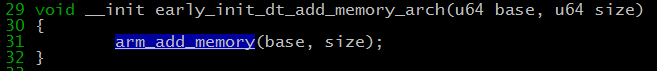 29 void __init early_init_dt_add_memory_arch(u64 base, u64 size)
30 {
31         arm_add_memory(base, size);
32 }